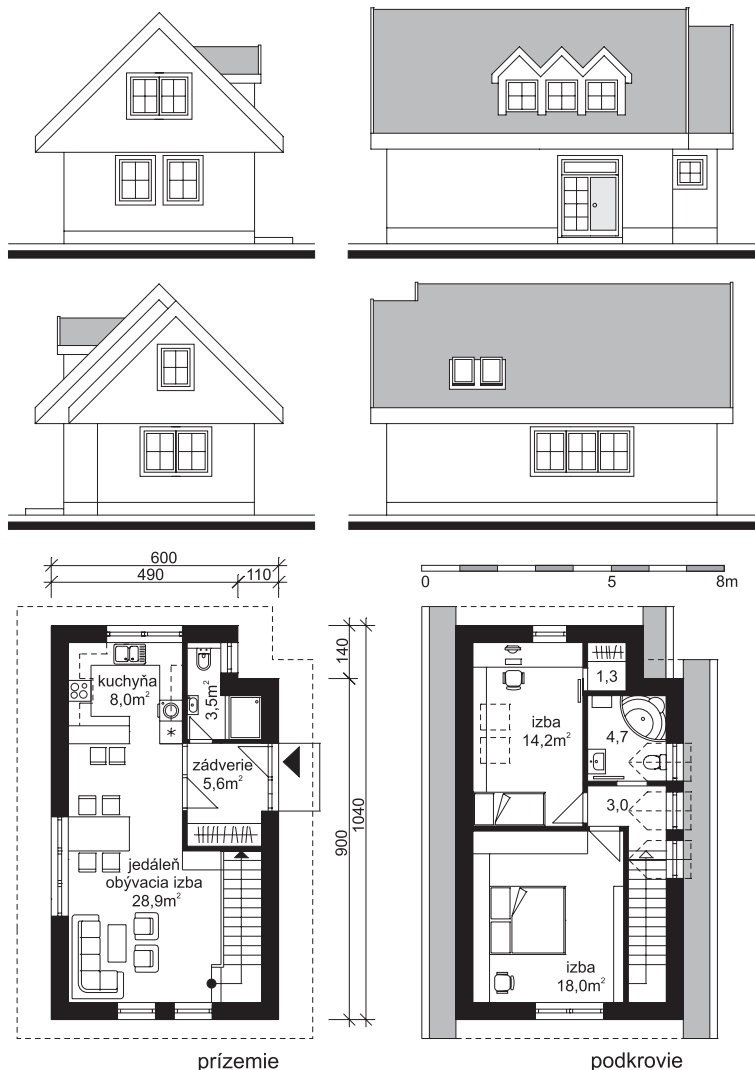 600
490
110
0
5
8m
140
900
1040
kuchyňa
8,0m²
3,5m²
zádverie
5,6m²
jedáleň
obývacia izba
28,9m²
prízemie
1,3
izba
14,2m²
4,7
3,0
izba
18,0m²
podkrovie